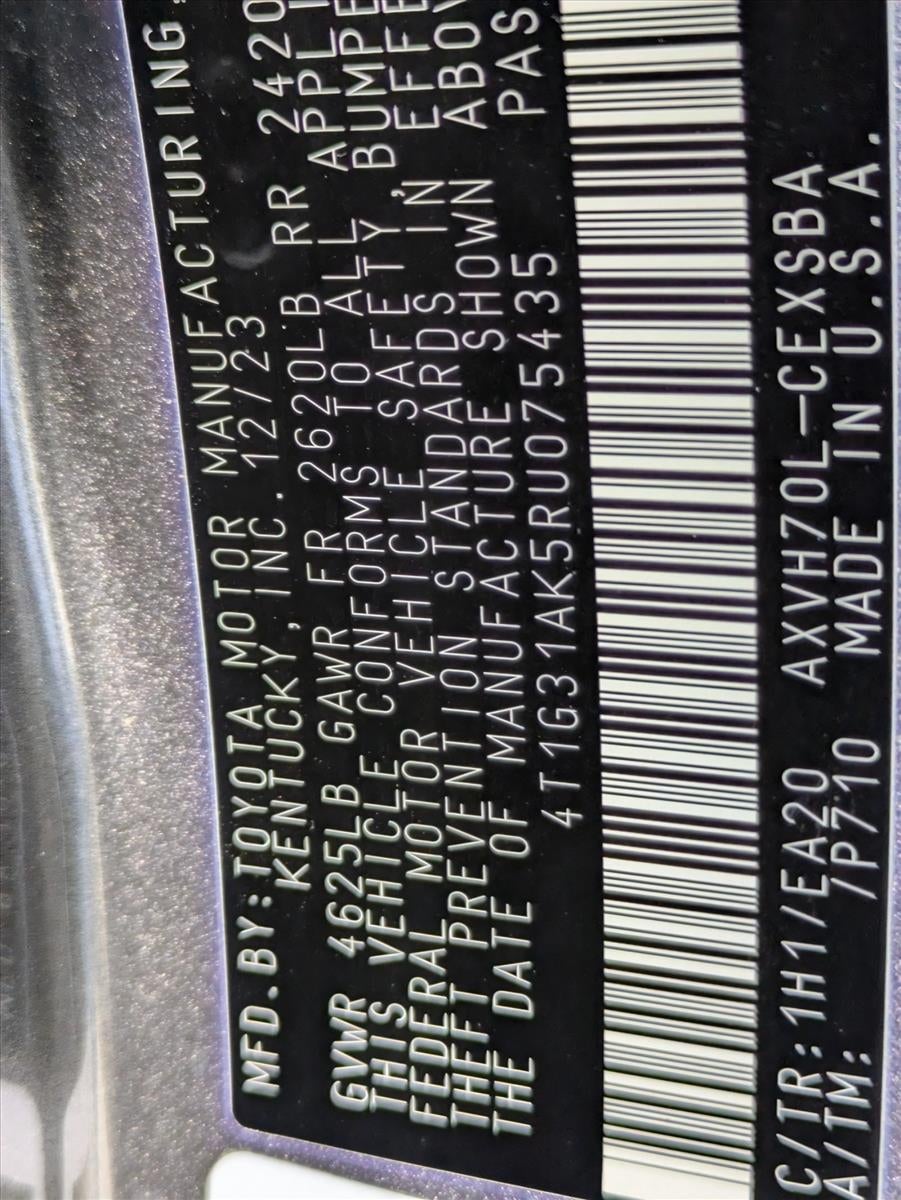 MFD.BY:TOYOTA MOTOR MANUFACTURING,
KENTUCKY, INC. 12/23
GVWR 4625LB GAWR FR 2620LB RR 2420
THIS VEHICLE CONFORMS TO ALL APPL
FEDERAL MOTOR VEHICLE SAFETY, BUMPE
THEFT PREVENTION STANDARDS IN EFFE
THE DATE OF MANUFACTURE SHOWN ABOV
4T1G31AK5RU075435 PAS
C/TR:1H1/EA20 AXVH70L-CEXSBA
A/TM: /P710 MADE IN U.S.A.